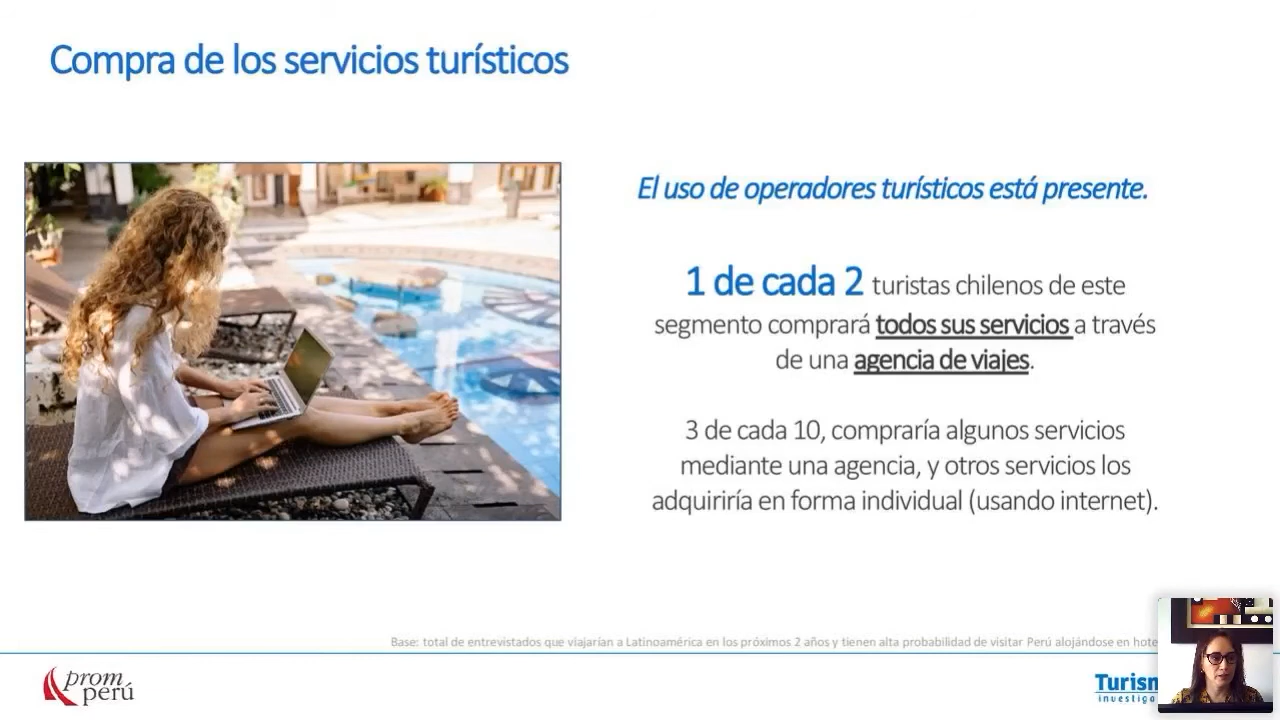 Compra de los servicios turísticos
El uso de operadores turísticos está presente.
1 de cada 2 turistas chilenos de este
segmento comprará todos sus servicios a través
de una agencia de viajes.
3 de cada 10, compraría algunos servicios
mediante una agencia, y otros servicios los
adquiriría en forma individual (usando internet).
Base: total de entrevistados que viajarían a Latinoamérica en los próximos 2 años y tienen alta probabilidad de visitar Perú alojándose en
prom
perú